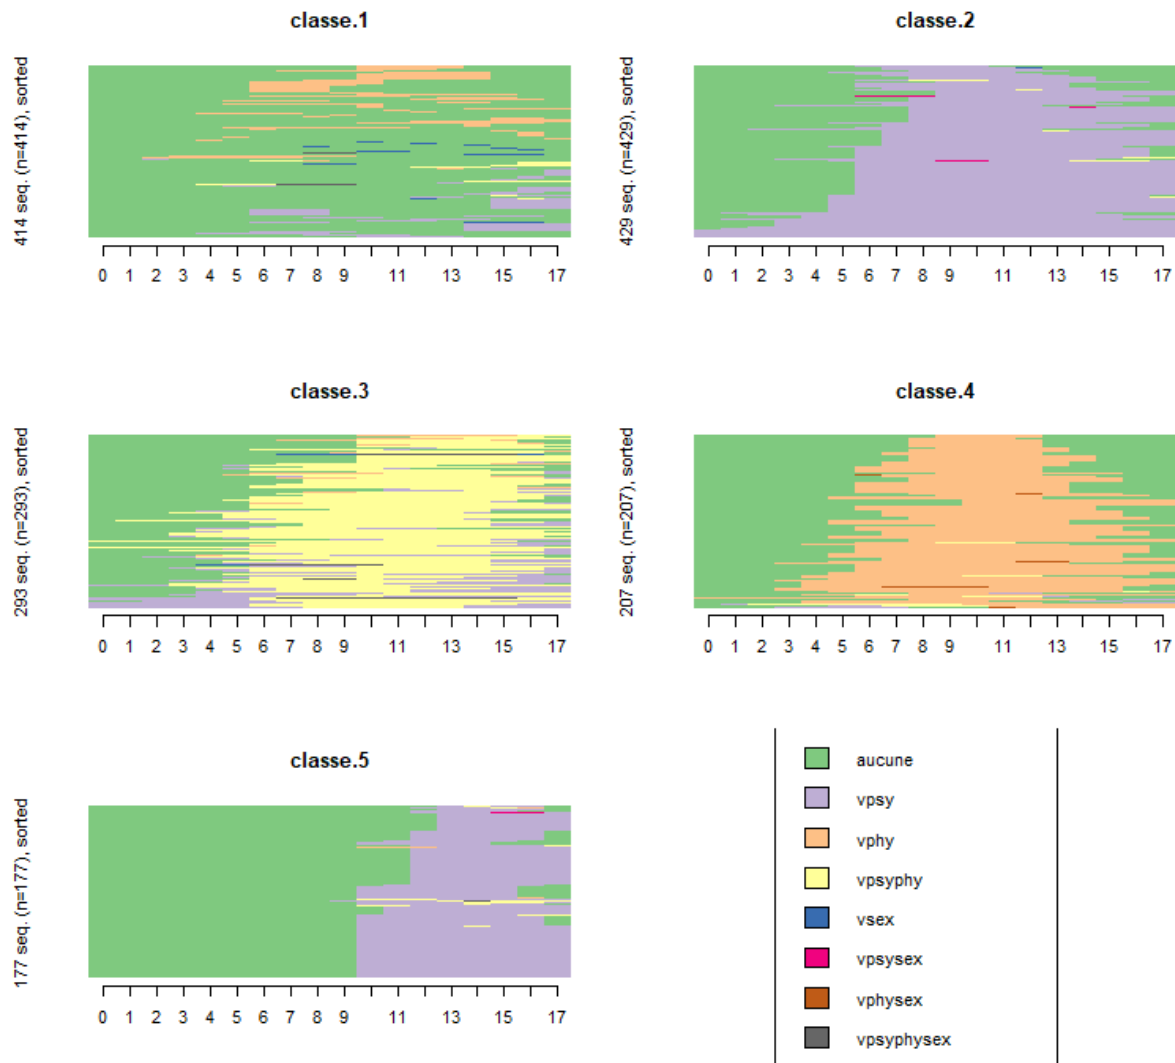 classe.1
414 seq. (n=414), sorted
0 1 2 3 4 5 6 7 8 9 11 13 15 17
classe.2
429 seq. (n=429), sorted
0 1 2 3 4 5 6 7 8 9 11 13 15 17
classe.3
293 seq. (n=293), sorted
0 1 2 3 4 5 6 7 8 9 11 13 15 17
classe.4
207 seq. (n=207), sorted
0 1 2 3 4 5 6 7 8 9 11 13 15 17
classe.5
177 seq. (n=177), sorted
0 1 2 3 4 5 6 7 8 9 11 13 15 17
aucune
vpsy
vphy
vpsyphy
vsex
vpsysex
vphysex
vpsyphysex